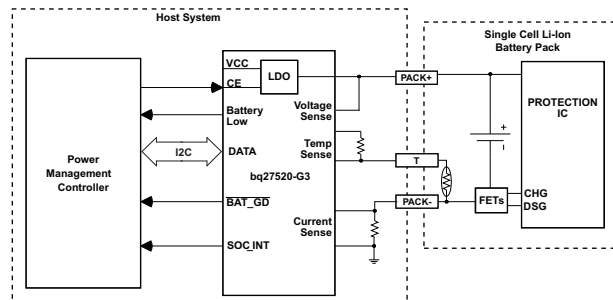 Host System
Single Cell Li-Ion
Battery Pack
VCC
LDO
CE
PACK+
Voltage
Sense
Battery
Low
PROTECTION
IC
Temp
Sense
I2C
DATA
T
Power
Management
Controller
bq27520-G3
BAT_GD
PACK-
FETs
CHG
DSG
Current
Sense
SOC_INT
+
–